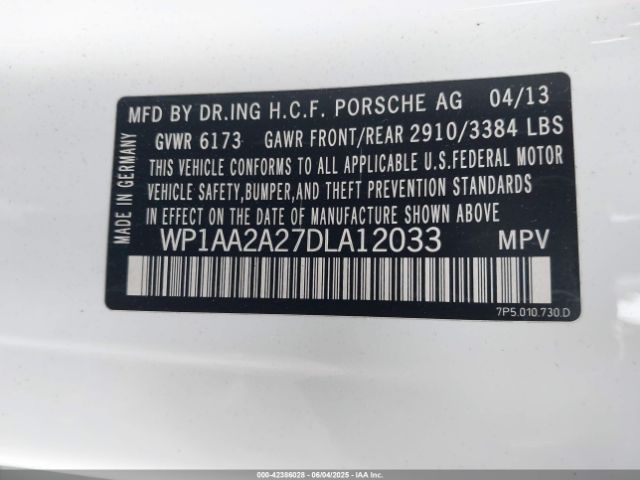 MFD BY DR.ING H.C.F. PORSCHE AG 04/13
GVWR 6173 GAWR FRONT/REAR 2910/3384 LBS
THIS VEHICLE CONFORMS TO ALL APPLICABLE U.S.FEDERAL MOTOR
VEHICLE SAFETY,BUMPER,AND THEFT PREVENTION STANDARDS
IN EFFECT ON THE DATE OF MANUFACTURE SHOWN ABOVE
WP1AA2A27DLA12033 MPV
7P5.010.730.D
MADE IN GERMANY
000-42386028 - 06/04/2025 - IAA Inc.